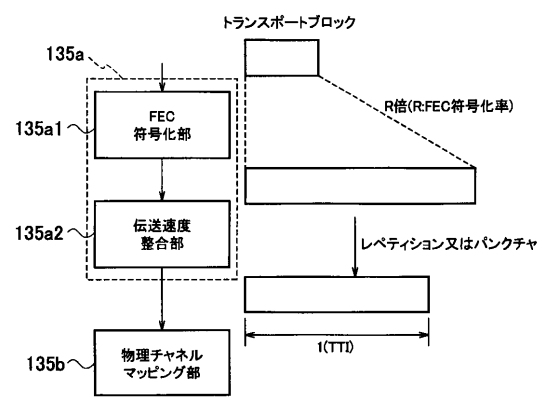 トランスポートブロック
135a
135a1
FEC
符号化部
R倍(R:FEC符号化率)
135a2
伝送速度
整合部
レペティション又はパンクチャ
1(TTI)
135b
物理チャネル
マッピング部